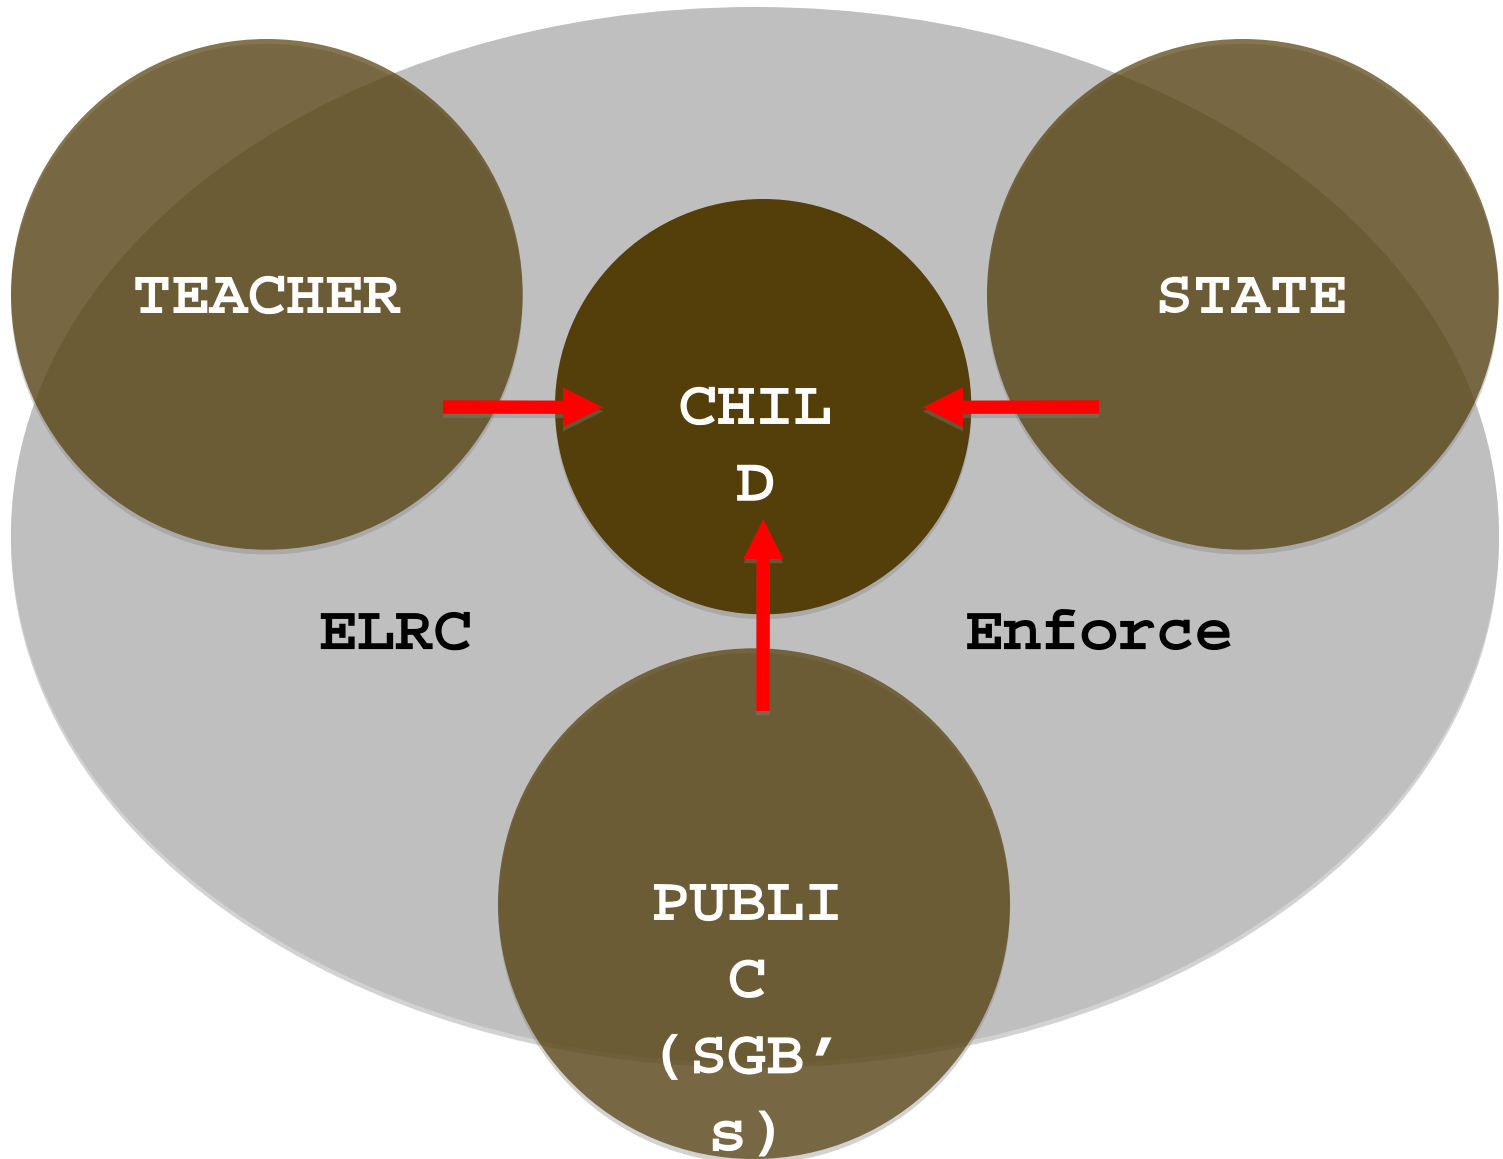 TEACHER
STATE
CHIL
D
ELRC
Enforce
PUBLI
C
(SGB’
s)